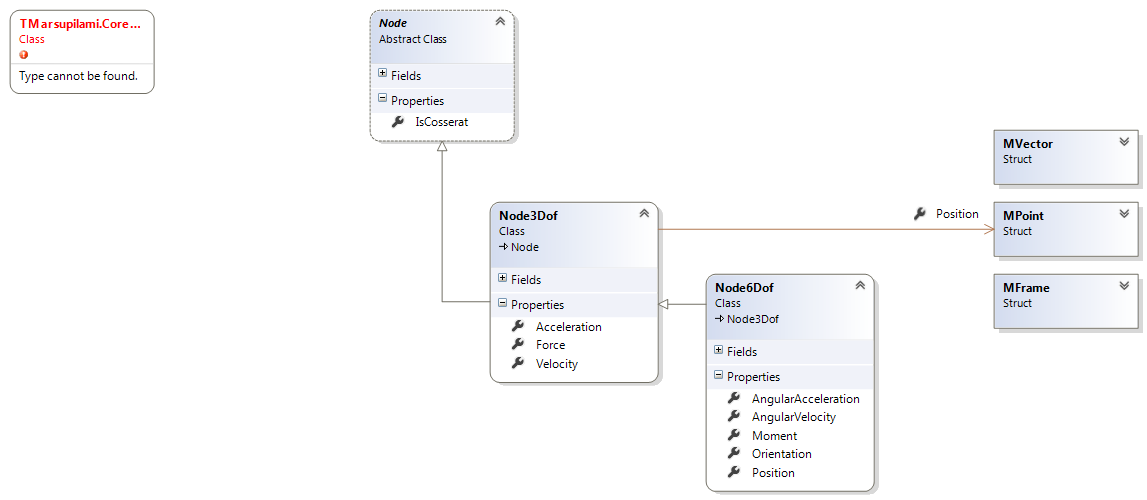 TMarsupilami.Core...
Class
Type cannot be found.
Node
Abstract Class
Fields
Properties
IsCosserat
Node3Dof
Class
Node
Fields
Properties
Acceleration
Force
Velocity
Position
Node6Dof
Class
Node3Dof
Fields
Properties
AngularAcceleration
AngularVelocity
Moment
Orientation
Position
MVector
Struct
MPoint
Struct
MFrame
Struct